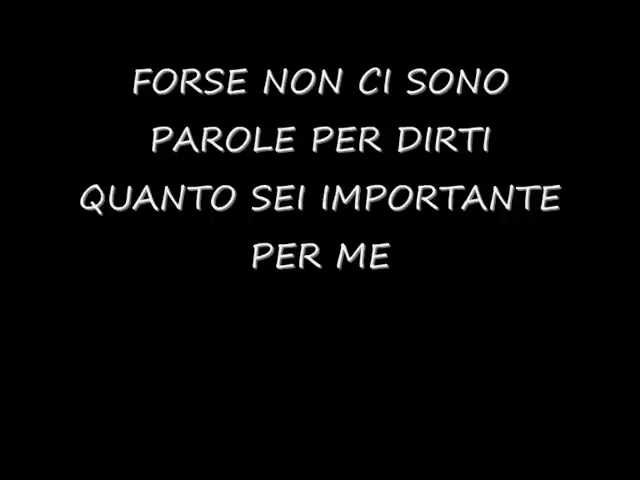 FORSE NON CI SONO
PAROLE PER DIRTI
QUANTO SEI IMPORTANTE
PER ME